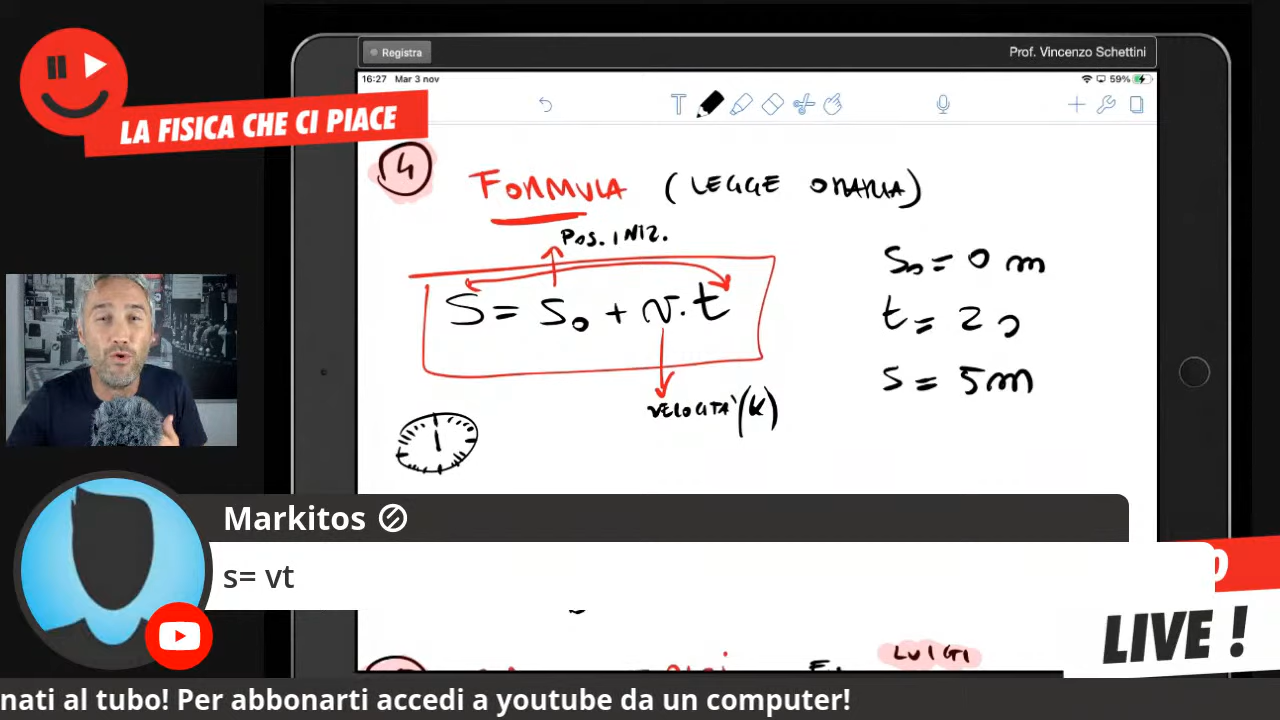 Registra
Prof. Vincenzo Schettini
16:27 Mar 3 nov
59%
LA FISICA CHE CI PIACE
4
FORMULA (LEGGE ORARIA)
POS. INIZ.
S = S₀ + v · t
VELOCITA' (K)
S₀ = 0 m
t = 2 s
s = 5m
Markitos
s= vt
LIVE !
LUIGI
nati al tubo! Per abbonarti accedi a youtube da un computer!